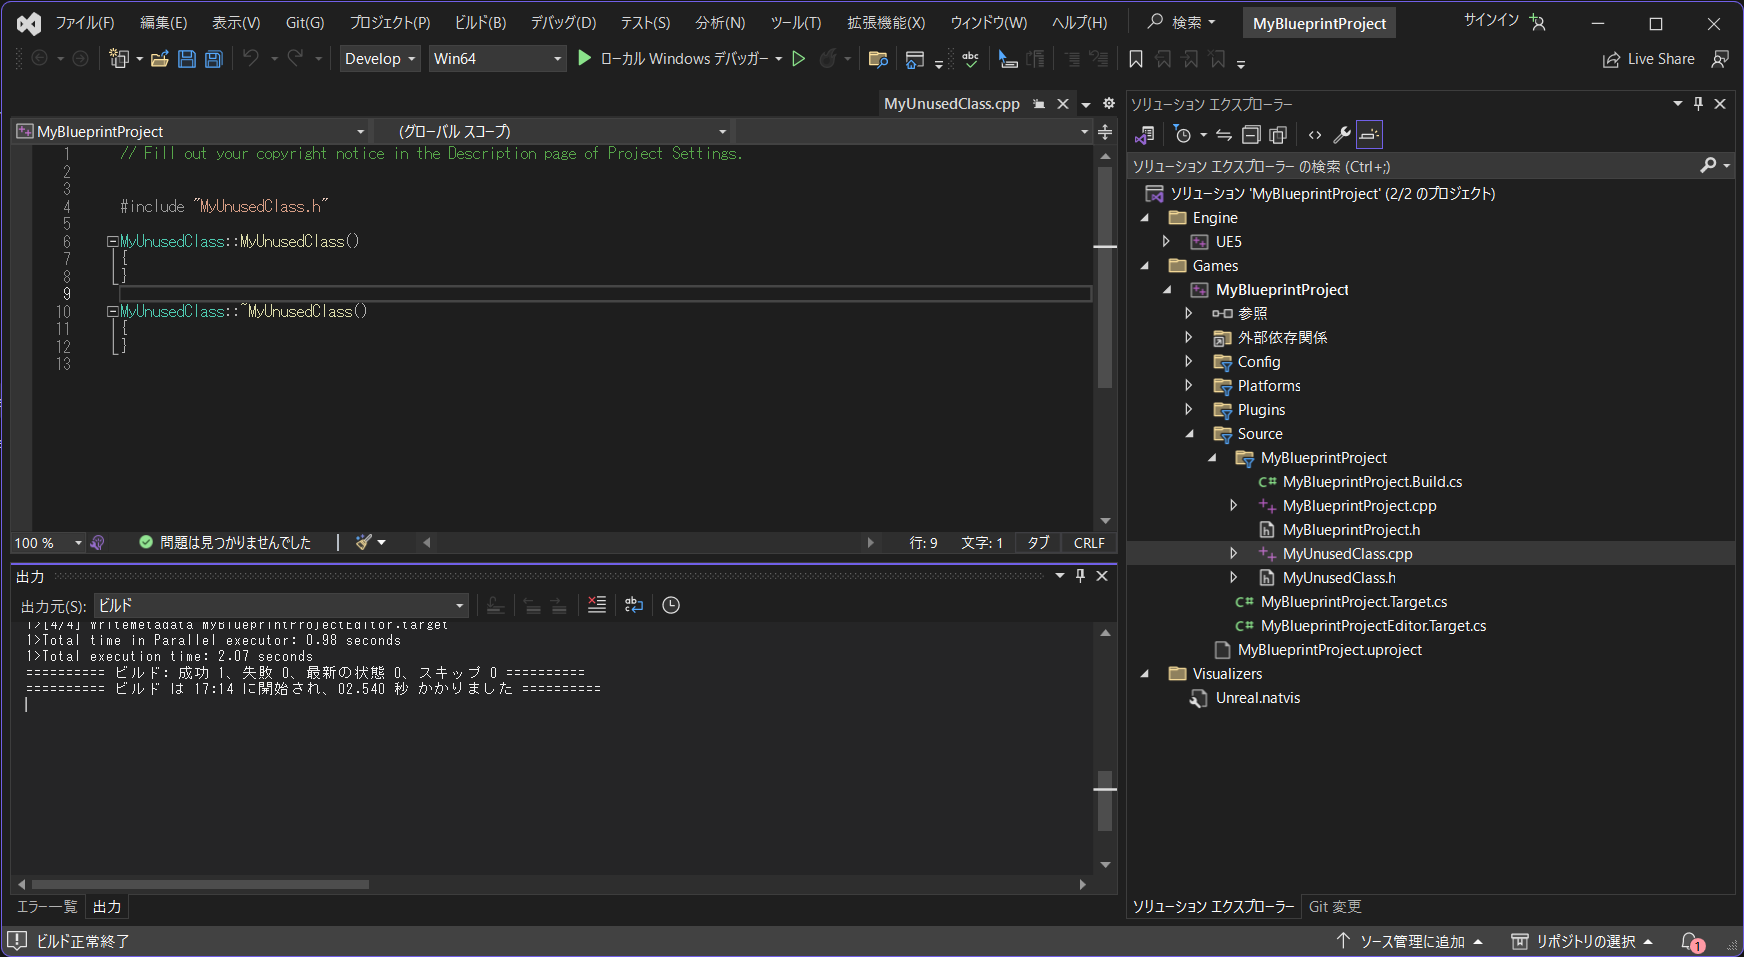 ファイル(F) 編集(E) 表示(V) Git(G) プロジェクト(P) ビルド(B) デバッグ(D) テスト(S) 分析(N) ツール(T) 拡張機能(X) ウィンドウ(W) ヘルプ(H) 検索 MyBlueprintProject サインイン
Develop Win64 ローカル Windows デバッガー Live Share
MyUnusedClass.cpp
MyBlueprintProject (グローバル スコープ)
1 // Fill out your copyright notice in the Description page of Project Settings.
2
3
4 #include "MyUnusedClass.h"
5
6 MyUnusedClass::MyUnusedClass()
7 {
8 }
9
10 MyUnusedClass::~MyUnusedClass()
11 {
12 }
13
100 % 問題は見つかりませんでした 行: 9 文字: 1 タブ CRLF
出力
出力元(S): ビルド
1>[4/4] WriteMetadata MyBlueprintProjectEditor.target
1>Total time in Parallel executor: 0.98 seconds
1>Total execution time: 2.07 seconds
========== ビルド: 成功 1、失敗 0、最新の状態 0、スキップ 0 ==========
========== ビルド は 17:14 に開始され、02.540 秒 かかりました ==========
エラー一覧 出力
ソリューション エクスプローラー
ソリューション エクスプローラー の検索 (Ctrl+;)
ソリューション 'MyBlueprintProject' (2/2 のプロジェクト)
Engine
UE5
Games
MyBlueprintProject
参照
外部依存関係
Config
Platforms
Plugins
Source
MyBlueprintProject
C# MyBlueprintProject.Build.cs
MyBlueprintProject.cpp
MyBlueprintProject.h
MyUnusedClass.cpp
MyUnusedClass.h
C# MyBlueprintProject.Target.cs
C# MyBlueprintProjectEditor.Target.cs
MyBlueprintProject.uproject
Visualizers
Unreal.natvis
ソリューション エクスプローラー Git 変更
ビルド正常終了 ソース管理に追加 リポジトリの選択 1